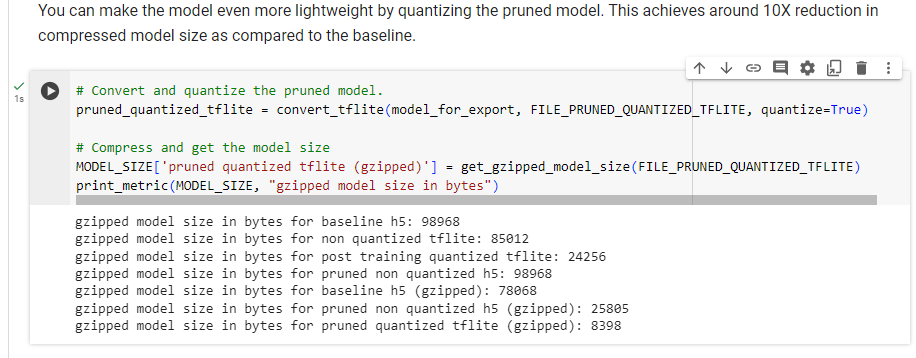 You can make the model even more lightweight by quantizing the pruned model. This achieves around 10X reduction in
compressed model size as compared to the baseline.
1s
# Convert and quantize the pruned model.
pruned_quantized_tflite = convert_tflite(model_for_export, FILE_PRUNED_QUANTIZED_TFLITE, quantize=True)
# Compress and get the model size
MODEL_SIZE['pruned quantized tflite (gzipped)'] = get_gzipped_model_size(FILE_PRUNED_QUANTIZED_TFLITE)
print_metric(MODEL_SIZE, "gzipped model size in bytes")
gzipped model size in bytes for baseline h5: 98968
gzipped model size in bytes for non quantized tflite: 85012
gzipped model size in bytes for post training quantized tflite: 24256
gzipped model size in bytes for pruned non quantized h5: 98968
gzipped model size in bytes for baseline h5 (gzipped): 78068
gzipped model size in bytes for pruned non quantized h5 (gzipped): 25805
gzipped model size in bytes for pruned quantized tflite (gzipped): 8398